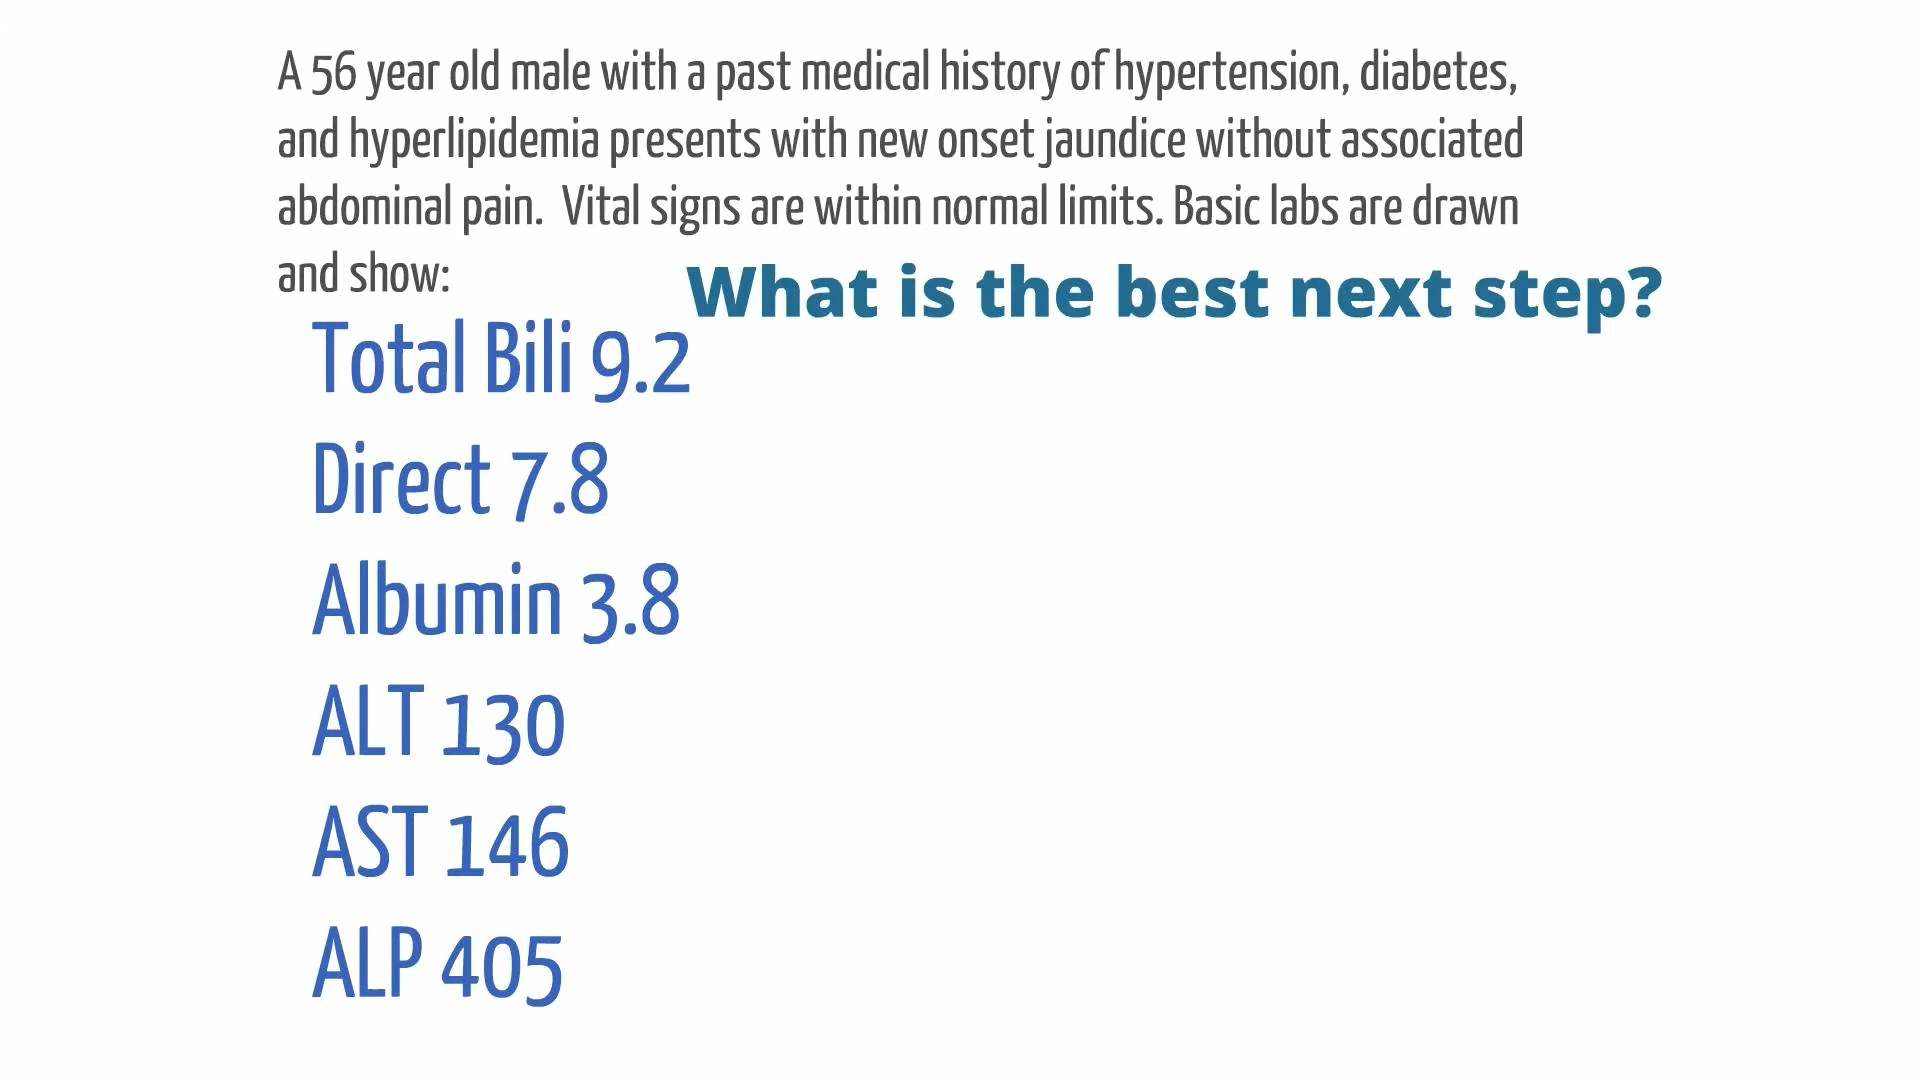 A 56 year old male with a past medical history of hypertension, diabetes,
and hyperlipidemia presents with new onset jaundice without associated
abdominal pain.  Vital signs are within normal limits. Basic labs are drawn
and show:
What is the best next step?
Total Bili 9.2
Direct 7.8
Albumin 3.8
ALT 130
AST 146
ALP 405